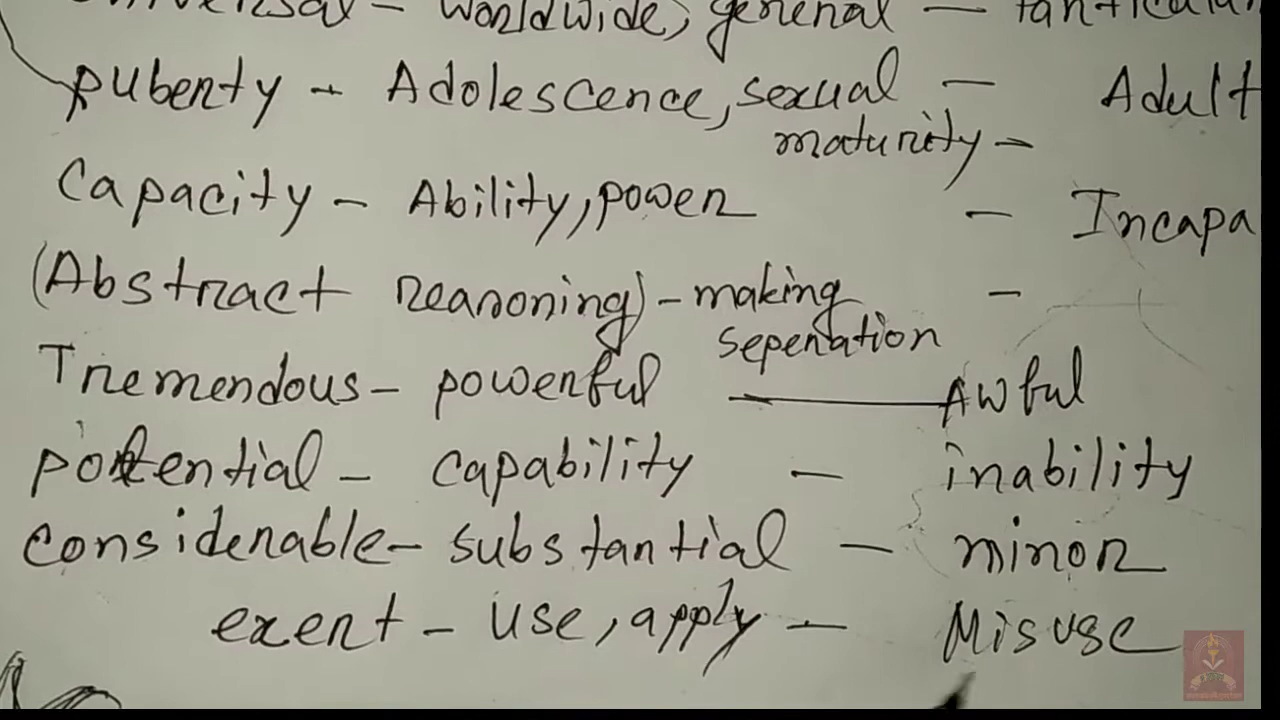 Universal - worldwide, general - Particular
puberty - Adolescence, sexual - Adult
maturity -
Capacity - Ability, power - Incapa
(Abstract reasoning) - making -
seperation
Tremendous - powerful - Awful
potential - capability - inability
Considerable - substantial - minor
exert - use, apply - Misuse